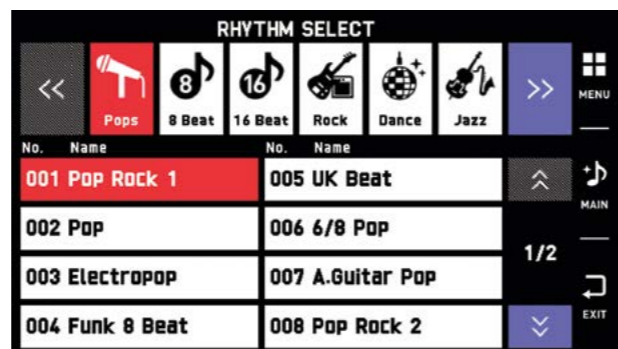 RHYTHM SELECT
<< Pops 8 Beat 16 Beat Rock Dance Jazz >>
MENU
No. Name No. Name
001 Pop Rock 1 005 UK Beat
MAIN
002 Pop 006 6/8 Pop
1/2
003 Electropop 007 A.Guitar Pop
004 Funk 8 Beat 008 Pop Rock 2
EXIT